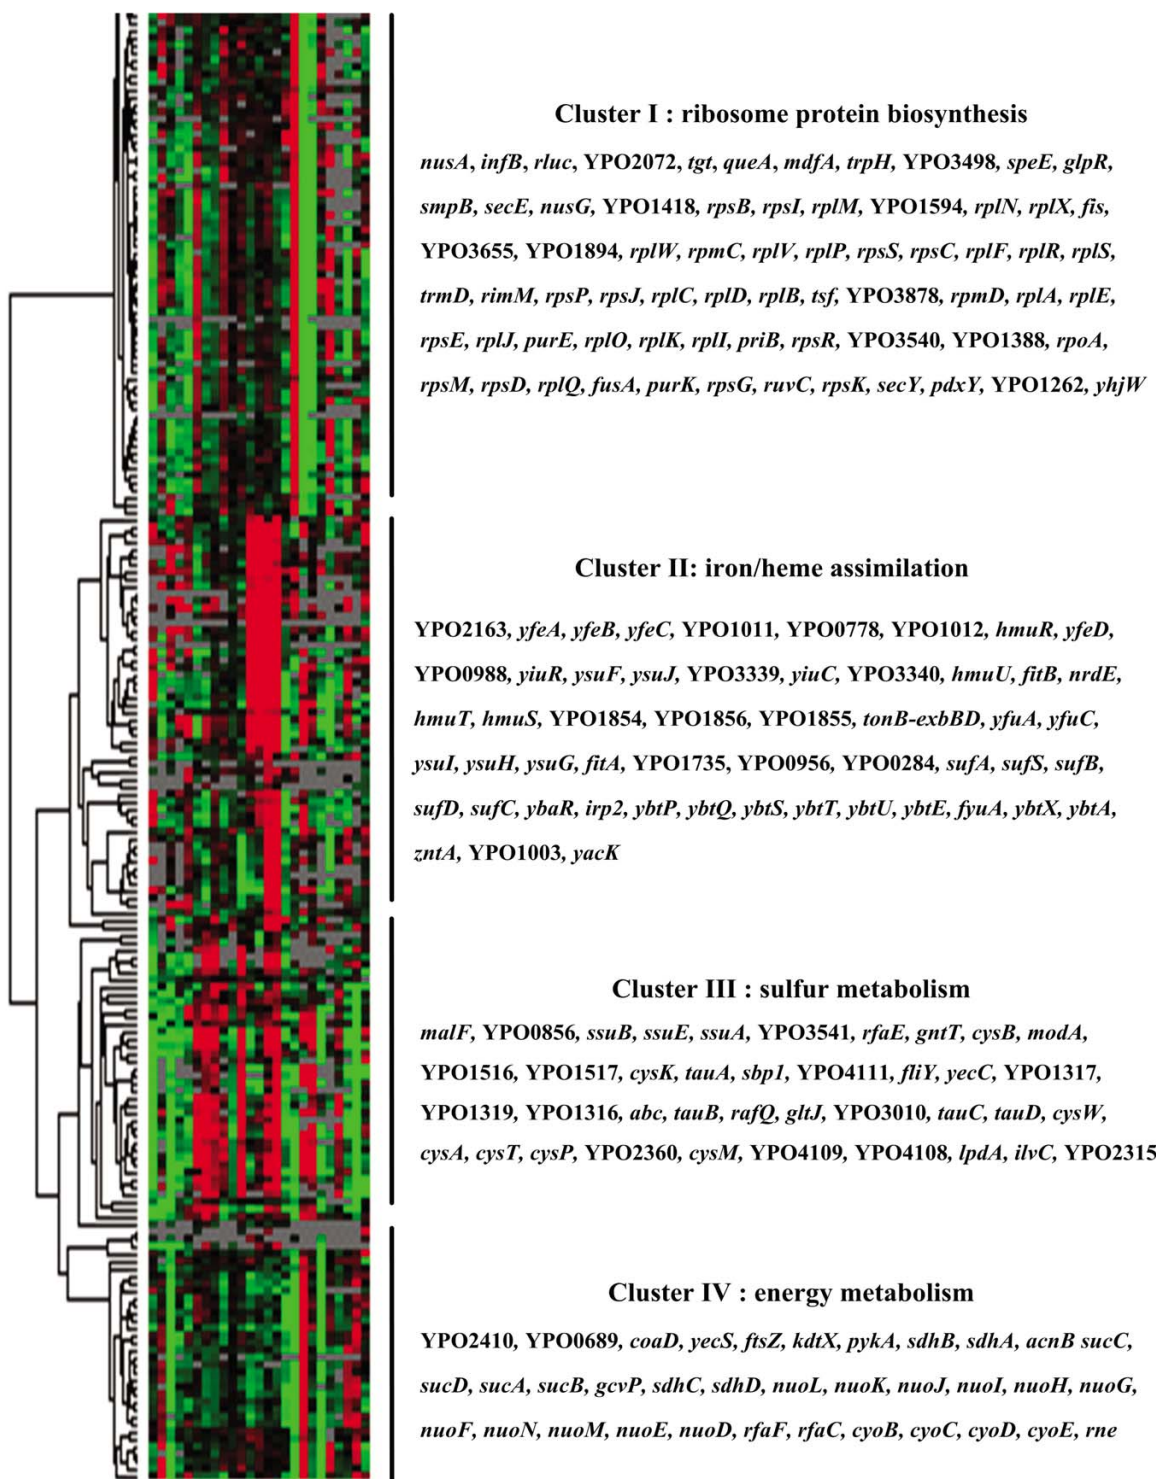 Cluster I : ribosome protein biosynthesis
nusA, infB, rluc, YPO2072, tgt, queA, mdfA, trpH, YPO3498, speE, glpR,
smpB, secE, nusG, YPO1418, rpsB, rpsI, rplM, YPO1594, rplN, rplX, fis,
YPO3655, YPO1894, rplW, rpmC, rplV, rplP, rpsS, rpsC, rplF, rplR, rplS,
trmD, rimM, rpsP, rpsJ, rplC, rplD, rplB, tsf, YPO3878, rpmD, rplA, rplE,
rpsE, rplJ, purE, rplO, rplK, rplI, priB, rpsR, YPO3540, YPO1388, rpoA,
rpsM, rpsD, rplQ, fusA, purK, rpsG, ruvC, rpsK, secY, pdxY, YPO1262, yhjW
Cluster II: iron/heme assimilation
YPO2163, yfeA, yfeB, yfeC, YPO1011, YPO0778, YPO1012, hmuR, yfeD,
YPO0988, yiuR, ysuF, ysuJ, YPO3339, yiuC, YPO3340, hmuU, fitB, nrdE,
hmuT, hmuS, YPO1854, YPO1856, YPO1855, tonB-exbBD, yfuA, yfuC,
ysuI, ysuH, ysuG, fitA, YPO1735, YPO0956, YPO0284, sufA, sufS, sufB,
sufD, sufC, ybaR, irp2, ybtP, ybtQ, ybtS, ybtT, ybtU, ybtE, fyuA, ybtX, ybtA,
zntA, YPO1003, yacK
Cluster III : sulfur metabolism
malF, YPO0856, ssuB, ssuE, ssuA, YPO3541, rfaE, gntT, cysB, modA,
YPO1516, YPO1517, cysK, tauA, sbp1, YPO4111, fliY, yecC, YPO1317,
YPO1319, YPO1316, abc, tauB, rafQ, gltJ, YPO3010, tauC, tauD, cysW,
cysA, cysT, cysP, YPO2360, cysM, YPO4109, YPO4108, lpdA, ilvC, YPO2315
Cluster IV : energy metabolism
YPO2410, YPO0689, coaD, yecS, ftsZ, kdtX, pykA, sdhB, sdhA, acnB sucC,
sucD, sucA, sucB, gcvP, sdhC, sdhD, nuoL, nuoK, nuoJ, nuoI, nuoH, nuoG,
nuoF, nuoN, nuoM, nuoE, nuoD, rfaF, rfaC, cyoB, cyoC, cyoD, cyoE, rne